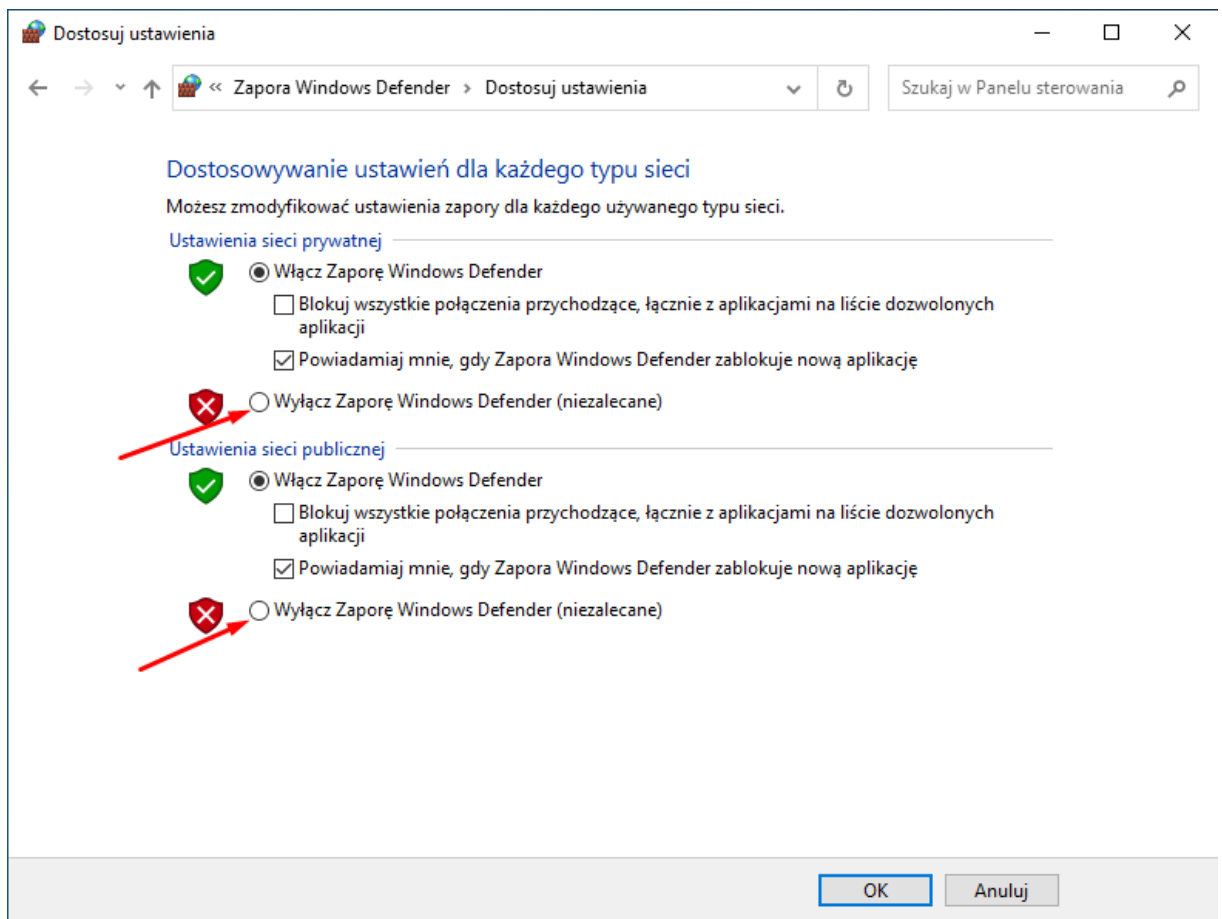 Dostosuj ustawienia
« Zapora Windows Defender > Dostosuj ustawienia
Szukaj w Panelu sterowania
Dostosowywanie ustawień dla każdego typu sieci
Możesz zmodyfikować ustawienia zapory dla każdego używanego typu sieci.
Ustawienia sieci prywatnej
Włącz Zaporę Windows Defender
Blokuj wszystkie połączenia przychodzące, łącznie z aplikacjami na liście dozwolonych
aplikacji
Powiadamiaj mnie, gdy Zapora Windows Defender zablokuje nową aplikację
Wyłącz Zaporę Windows Defender (niezalecane)
Ustawienia sieci publicznej
Włącz Zaporę Windows Defender
Blokuj wszystkie połączenia przychodzące, łącznie z aplikacjami na liście dozwolonych
aplikacji
Powiadamiaj mnie, gdy Zapora Windows Defender zablokuje nową aplikację
Wyłącz Zaporę Windows Defender (niezalecane)
OK
Anuluj